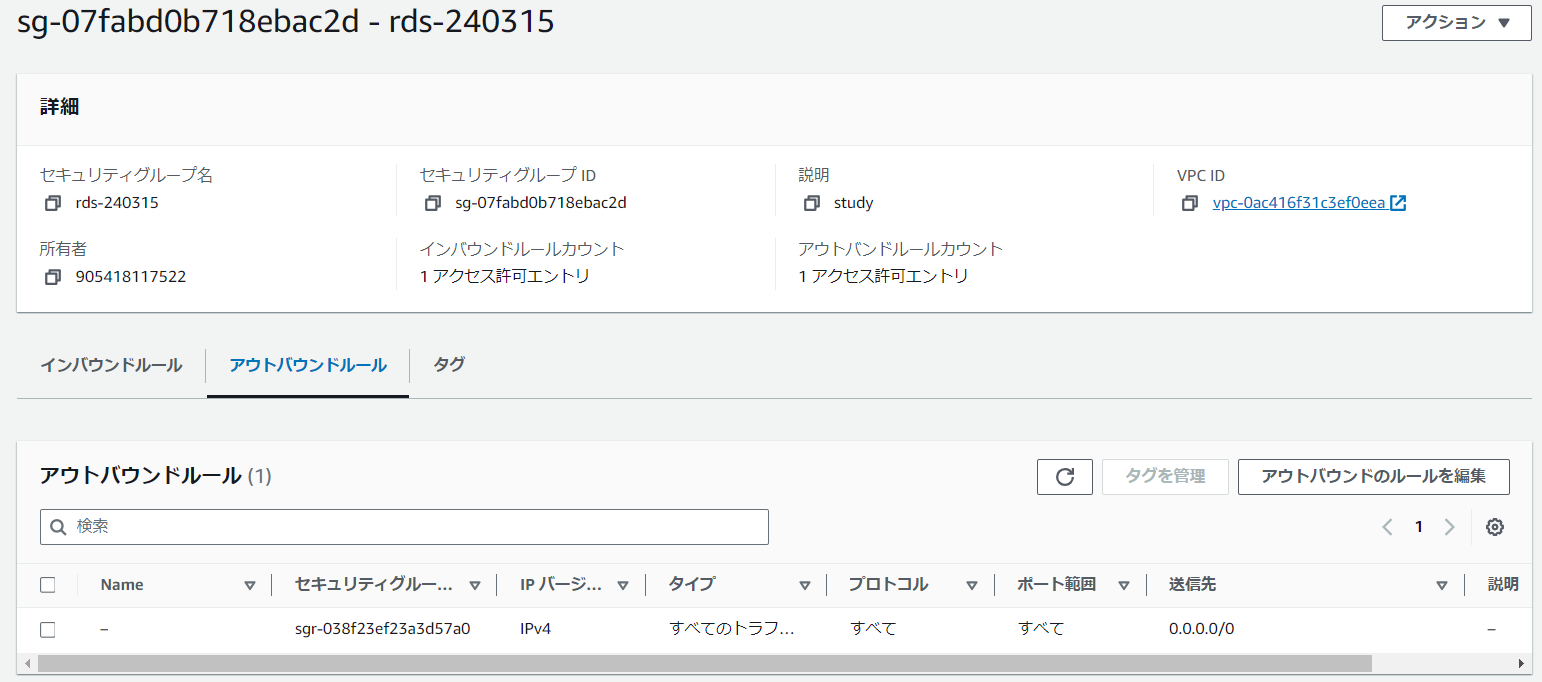 sg-07fabd0b718ebac2d - rds-240315
アクション
詳細
セキュリティグループ名
rds-240315
セキュリティグループ ID
sg-07fabd0b718ebac2d
説明
study
VPC ID
vpc-0ac416f31c3ef0eea
所有者
905418117522
インバウンドルールカウント
1 アクセス許可エントリ
アウトバンドルールカウント
1 アクセス許可エントリ
インバウンドルール
アウトバウンドルール
タグ
アウトバウンドルール (1)
タグを管理
アウトバウンドのルールを編集
検索
1
Name セキュリティグルー... IP バージ... タイプ プロトコル ポート範囲 送信先 説明
– sgr-038f23ef23a3d57a0 IPv4 すべてのトラフ... すべて すべて 0.0.0.0/0 –